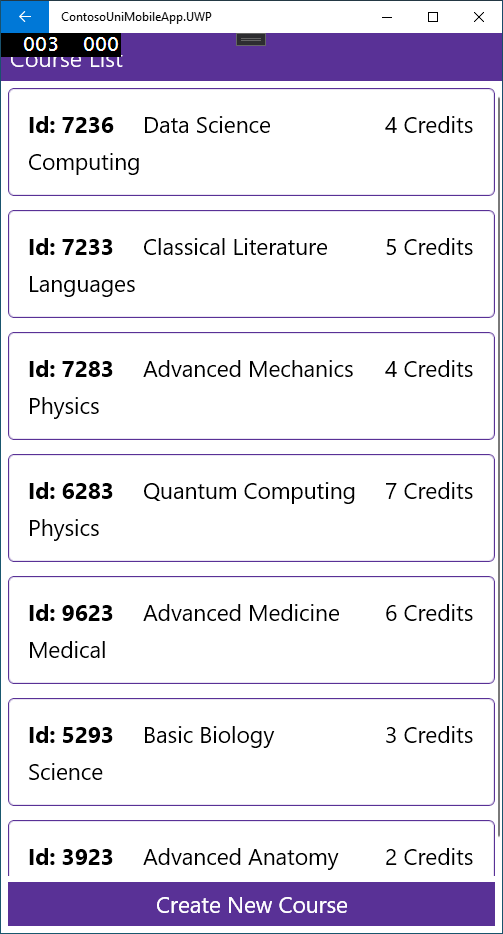 ContosoUniMobileApp.UWP
003 000
Course List
Id: 7236 Data Science 4 Credits
Computing
Id: 7233 Classical Literature 5 Credits
Languages
Id: 7283 Advanced Mechanics 4 Credits
Physics
Id: 6283 Quantum Computing 7 Credits
Physics
Id: 9623 Advanced Medicine 6 Credits
Medical
Id: 5293 Basic Biology 3 Credits
Science
Id: 3923 Advanced Anatomy 2 Credits
Create New Course